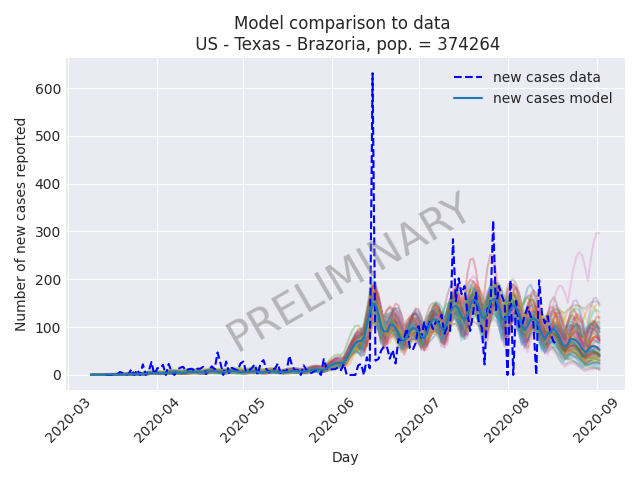 Model comparison to data
US - Texas - Brazoria, pop. = 374264
new cases data
new cases model
Number of new cases reported
600
500
400
300
200
100
0
PRELIMINARY
2020-03
2020-04
2020-05
2020-06
2020-07
2020-08
2020-09
Day